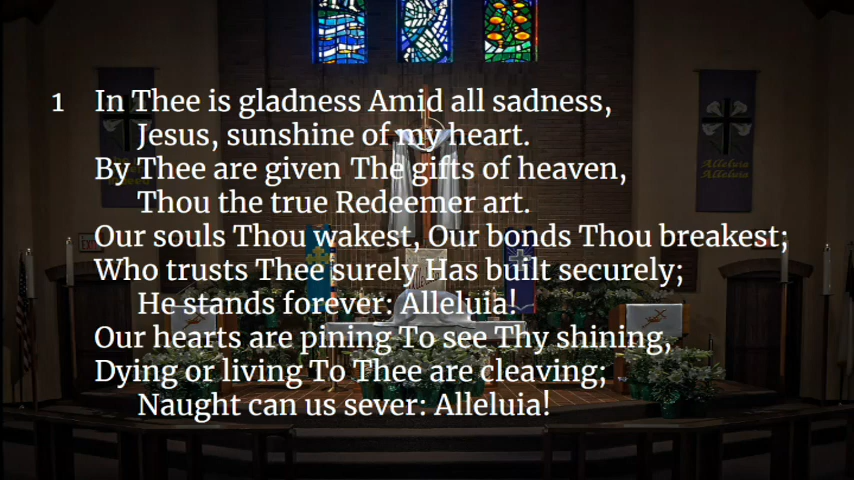 1 In Thee is gladness Amid all sadness,
Jesus, sunshine of my heart.
By Thee are given The gifts of heaven,
Thou the true Redeemer art.
Our souls Thou wakest, Our bonds Thou breakest;
Who trusts Thee surely Has built securely;
He stands forever: Alleluia!
Our hearts are pining To see Thy shining,
Dying or living To Thee are cleaving;
Naught can us sever: Alleluia!
Alleluia
Alleluia